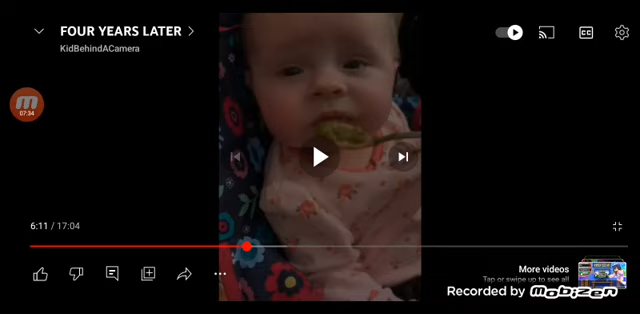 FOUR YEARS LATER
KidBehindACamera
CC
m
07:34
6:11 / 17:04
More videos
Tap or swipe up to see all
Recorded by Mobizen